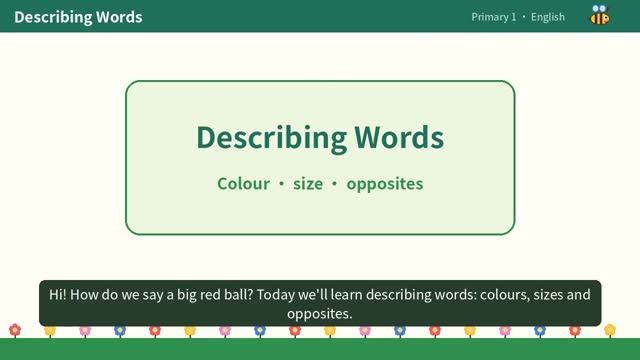 Describing Words
Primary 1 • English
Describing Words
Colour • size • opposites
Hi! How do we say a big red ball? Today we'll learn describing words: colours, sizes and
opposites.